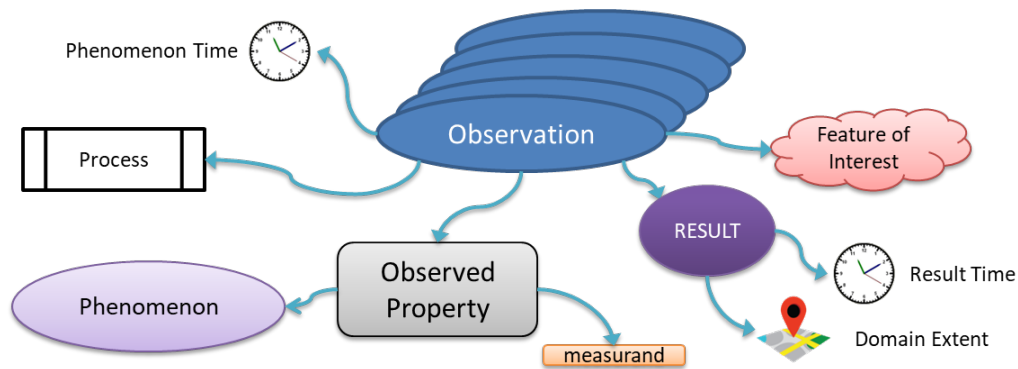 Phenomenon Time
Observation
Feature of
Interest
Process
RESULT
Observed
Property
Result Time
Phenomenon
Domain Extent
measurand